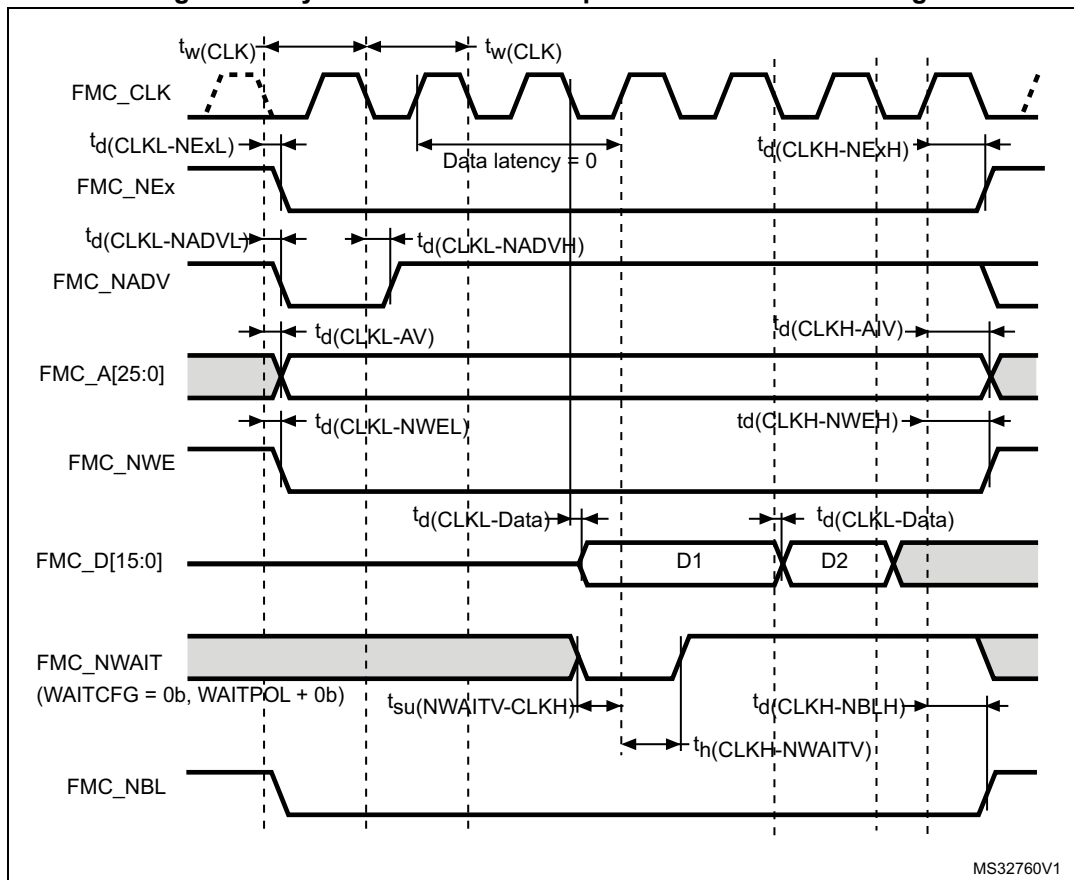 tw(CLK) tw(CLK)
FMC_CLK
td(CLKL-NExL) Data latency = 0 td(CLKH-NExH)
FMC_NEx
td(CLKL-NADVL) td(CLKL-NADVH)
FMC_NADV
td(CLKL-AV) td(CLKH-AIV)
FMC_A[25:0]
td(CLKL-NWEL) td(CLKH-NWEH)
FMC_NWE
td(CLKL-Data) td(CLKL-Data)
FMC_D[15:0] D1 D2
FMC_NWAIT
(WAITCFG = 0b, WAITPOL + 0b)
tsu(NWAITV-CLKH) td(CLKH-NBLH)
th(CLKH-NWAITV)
FMC_NBL
MS32760V1